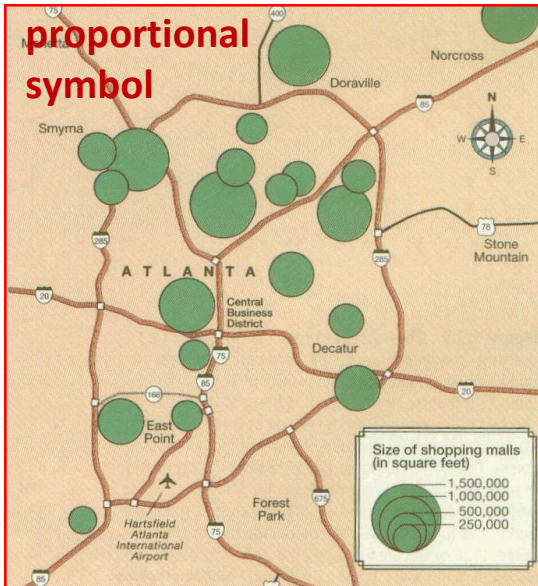 75
proportional
symbol
400
Norcross
Doraville
85
Smyrna
N
W
E
S
285
78
Stone
Mountain
285
ATLANTA
20
Central
Business
District
75
Decatur
85
166
20
East
Point
Size of shopping malls
(in square feet)
1,500,000
1,000,000
500,000
250,000
Forest
Park
675
Hartsfield
Atlanta
International
Airport
75
85